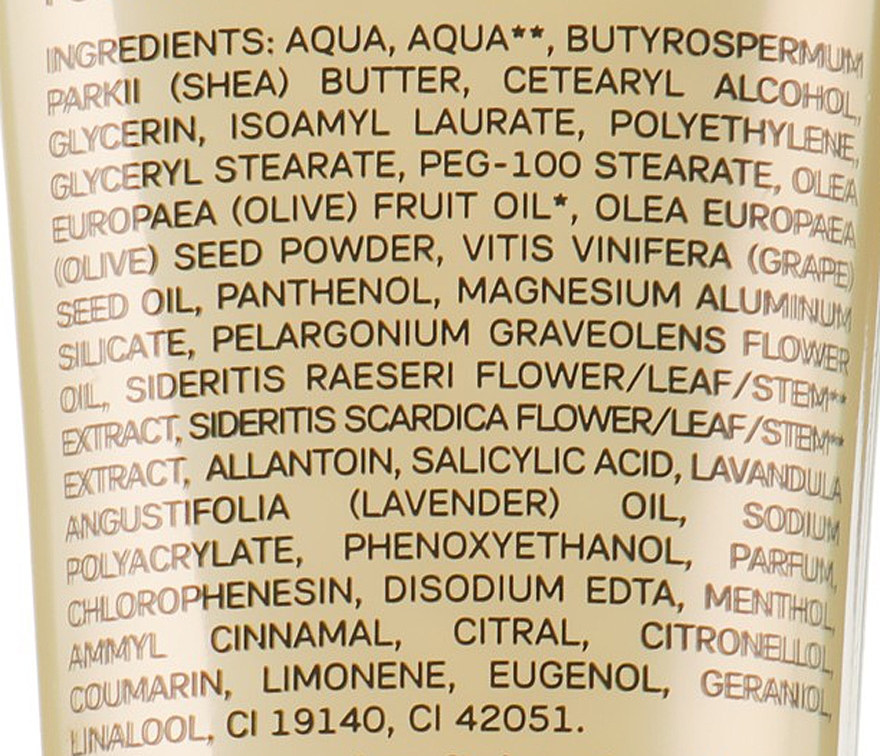 INGREDIENTS: AQUA, AQUA**, BUTYROSPERMUM
PARKII (SHEA) BUTTER, CETEARYL ALCOHOL,
GLYCERIN, ISOAMYL LAURATE, POLYETHYLENE,
GLYCERYL STEARATE, PEG-100 STEARATE, OLEA
EUROPAEA (OLIVE) FRUIT OIL*, OLEA EUROPAEA
(OLIVE) SEED POWDER, VITIS VINIFERA (GRAPE)
SEED OIL, PANTHENOL, MAGNESIUM ALUMINUM
SILICATE, PELARGONIUM GRAVEOLENS FLOWER
OIL, SIDERITIS RAESERI FLOWER/LEAF/STEM**
EXTRACT, SIDERITIS SCARDICA FLOWER/LEAF/STEM**
EXTRACT, ALLANTOIN, SALICYLIC ACID, LAVANDULA
ANGUSTIFOLIA (LAVENDER) OIL, SODIUM
POLYACRYLATE, PHENOXYETHANOL, PARFUM,
CHLOROPHENESIN, DISODIUM EDTA, MENTHOL,
AMMYL CINNAMAL, CITRAL, CITRONELLOL,
COUMARIN, LIMONENE, EUGENOL, GERANIOL,
LINALOOL, CI 19140, CI 42051.